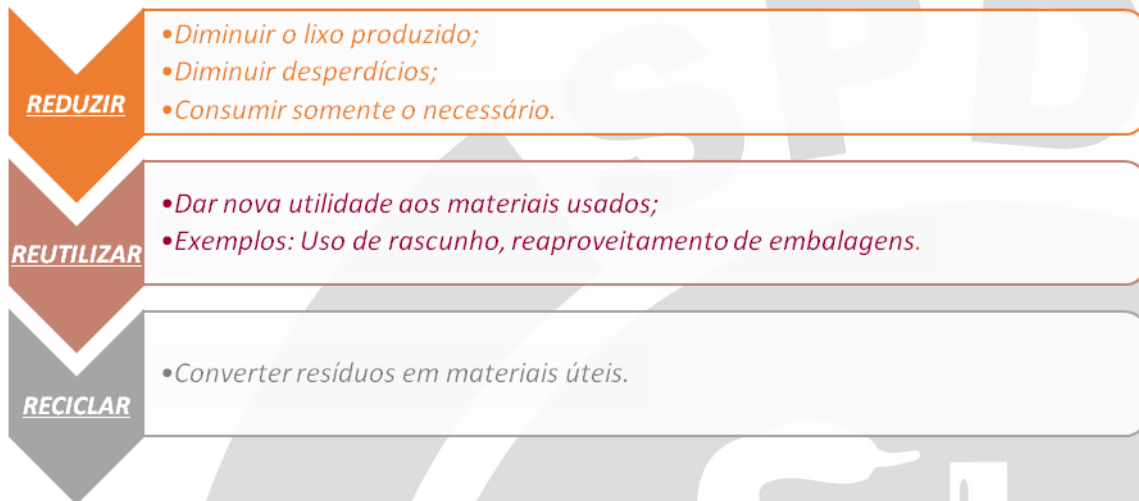 REDUZIR
•Diminuir o lixo produzido;
•Diminuir desperdícios;
•Consumir somente o necessário.
REUTILIZAR
•Dar nova utilidade aos materiais usados;
•Exemplos: Uso de rascunho, reaproveitamento de embalagens.
RECICLAR
•Converter resíduos em materiais úteis.
SPD